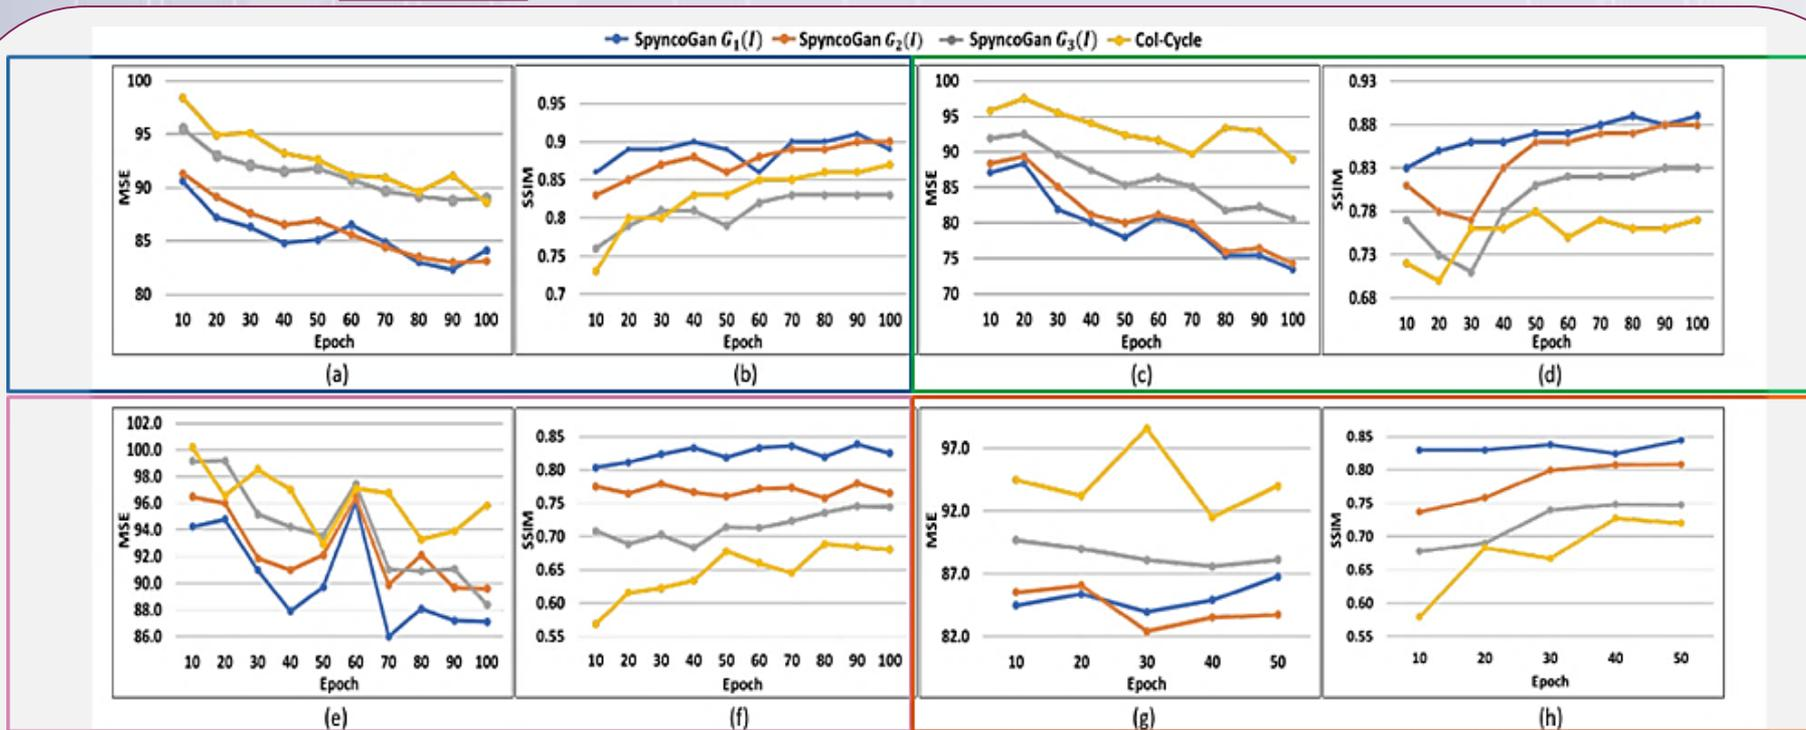 SpyncoGan G₁(I) SpyncoGan G₂(I) SpyncoGan G₃(I) Col-Cycle
100
95
90
85
80
MSE
10 20 30 40 50 60 70 80 90 100
Epoch
(a)
0.95
0.9
0.85
0.8
0.75
0.7
SSIM
10 20 30 40 50 60 70 80 90 100
Epoch
(b)
100
95
90
85
80
75
70
MSE
10 20 30 40 50 60 70 80 90 100
Epoch
(c)
0.93
0.88
0.83
0.78
0.73
0.68
SSIM
10 20 30 40 50 60 70 80 90 100
Epoch
(d)
102.0
100.0
98.0
96.0
94.0
92.0
90.0
88.0
86.0
MSE
10 20 30 40 50 60 70 80 90 100
Epoch
(e)
0.85
0.80
0.75
0.70
0.65
0.60
0.55
SSIM
10 20 30 40 50 60 70 80 90 100
Epoch
(f)
97.0
92.0
87.0
82.0
MSE
10 20 30 40 50
Epoch
(g)
0.85
0.80
0.75
0.70
0.65
0.60
0.55
SSIM
10 20 30 40 50
Epoch
(h)